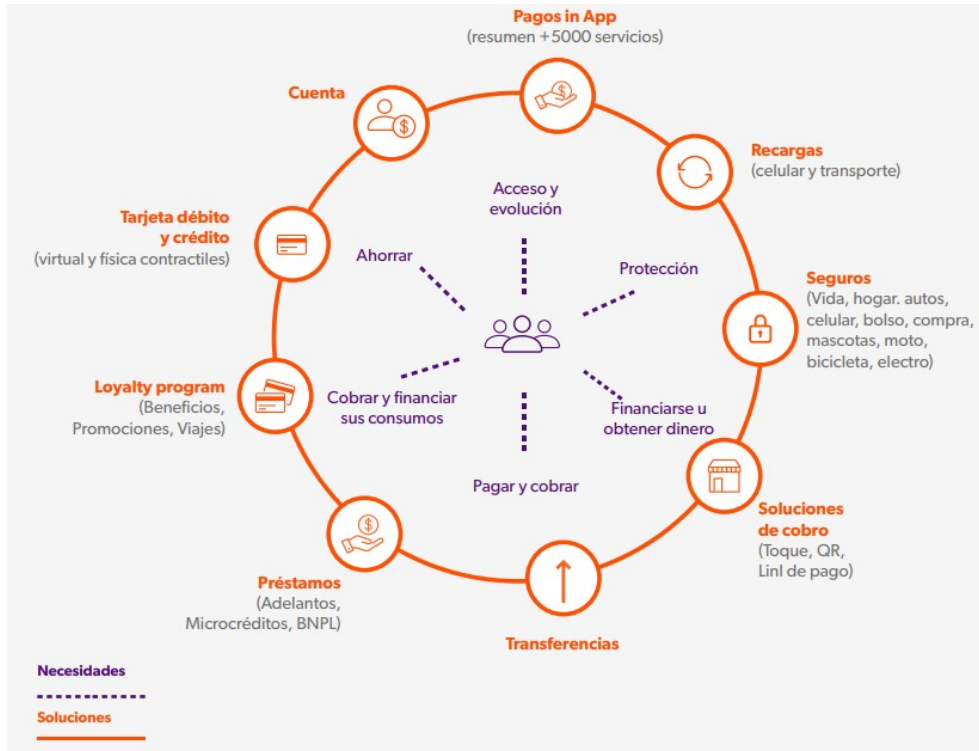 Pagos in App
(resumen +5000 servicios)
Cuenta
Recargas
(celular y transporte)
Acceso y
evolución
Tarjeta débito
y crédito
(virtual y física contractiles)
Ahorrar
Protección
Seguros
(Vida, hogar. autos,
celular, bolso, compra,
mascotas, moto,
bicicleta, electro)
Loyalty program
(Beneficios,
Promociones, Viajes)
Cobrar y financiar
sus consumos
Financiarse u
obtener dinero
Pagar y cobrar
Soluciones
de cobro
(Toque, QR,
Linl de pago)
Préstamos
(Adelantos,
Microcréditos, BNPL)
Transferencias
Necesidades
Soluciones